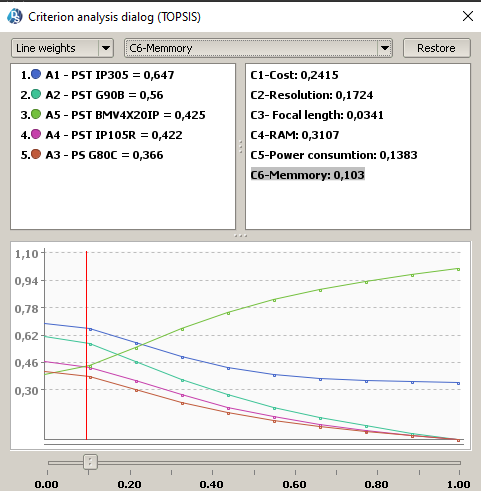 Criterion analysis dialog (TOPSIS)
Line weights C6-Memmory Restore
1. A1 - PST IP305 = 0,647
2. A2 - PST G90B = 0,56
3. A5 - PST BMV4X20IP = 0,425
4. A4 - PST IP105R = 0,422
5. A3 - PS G80C = 0,366
C1-Cost: 0,2415
C2-Resolution: 0,1724
C3- Focal length: 0,0341
C4-RAM: 0,3107
C5-Power consumtion: 0,1383
C6-Memmory: 0,103
1,10
0,94
0,78
0,62
0,46
0,30
0.00 0.20 0.40 0.60 0.80 1.00